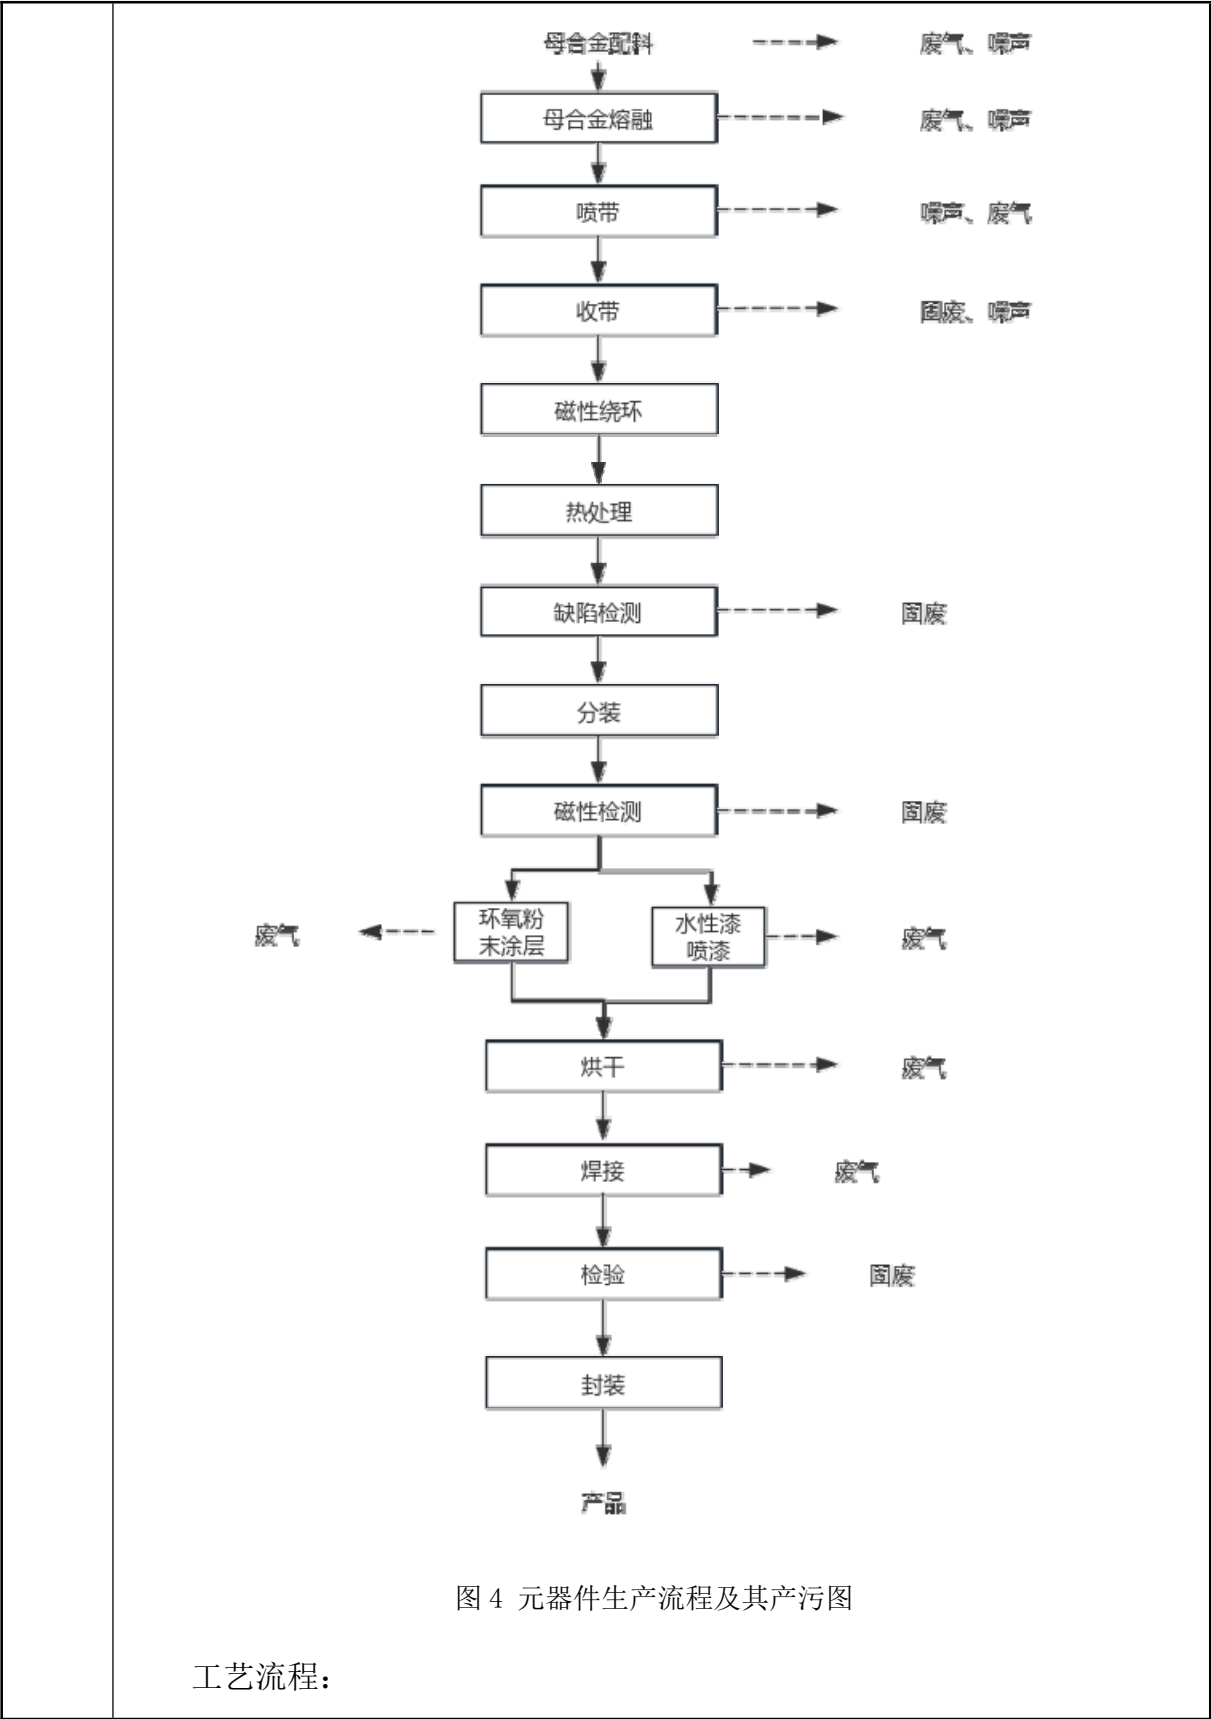 母合金配料 废气、噪声
母合金熔融 废气、噪声
喷带 噪声、废气
收带 固废、噪声
磁性绕环
热处理
缺陷检测 固废
分装
磁性检测 固废
废气 环氧粉 水性漆 废气
末涂层 喷漆
烘干 废气
焊接 废气
检验 固废
封装
产品
图 4 元器件生产流程及其产污图
工艺流程：